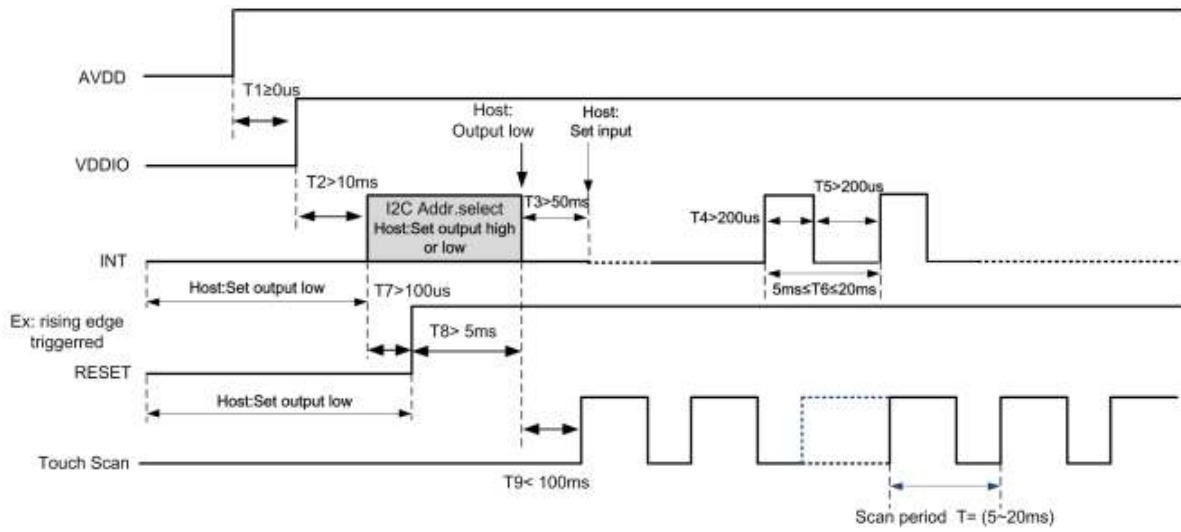 AVDD
T1≥0us
Host:
Output low
Host:
Set input
VDDIO
T2>10ms
I2C Addr.select
Host:Set output high
or low
T3>50ms
T4>200us
T5>200us
INT
Host:Set output low
T7>100us
5ms≤T6≤20ms
Ex: rising edge
triggerred
T8> 5ms
RESET
Host:Set output low
Touch Scan
T9< 100ms
Scan period T= (5~20ms)